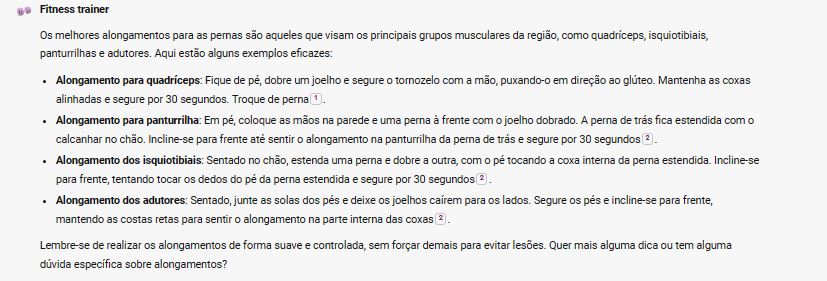 Fitness trainer
Os melhores alongamentos para as pernas são aqueles que visam os principais grupos musculares da região, como quadríceps, isquiotibiais,
panturrilhas e adutores. Aqui estão alguns exemplos eficazes:
• Alongamento para quadríceps: Fique de pé, dobre um joelho e segure o tornozelo com a mão, puxando-o em direção ao glúteo. Mantenha as coxas
alinhadas e segure por 30 segundos. Troque de perna 1 .
• Alongamento para panturrilha: Em pé, coloque as mãos na parede e uma perna à frente com o joelho dobrado. A perna de trás fica estendida com o
calcanhar no chão. Incline-se para frente até sentir o alongamento na panturrilha da perna de trás e segure por 30 segundos 2 .
• Alongamento dos isquiotibiais: Sentado no chão, estenda uma perna e dobre a outra, com o pé tocando a coxa interna da perna estendida. Incline-se
para frente, tentando tocar os dedos do pé da perna estendida e segure por 30 segundos 2 .
• Alongamento dos adutores: Sentado, junte as solas dos pés e deixe os joelhos caírem para os lados. Segure os pés e incline-se para frente,
mantendo as costas retas para sentir o alongamento na parte interna das coxas 2 .
Lembre-se de realizar os alongamentos de forma suave e controlada, sem forçar demais para evitar lesões. Quer mais alguma dica ou tem alguma
dúvida específica sobre alongamentos?